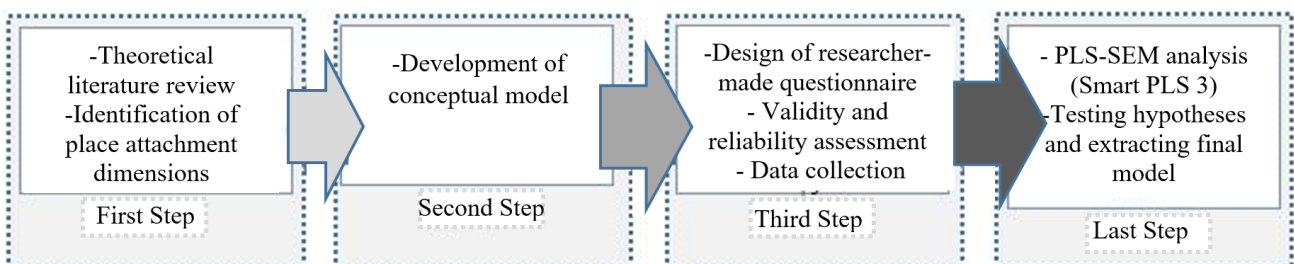 -Theoretical
literature review
-Identification of
place attachment
dimensions
First Step
-Development of
conceptual model
Second Step
-Design of researcher-
made questionnaire
- Validity and
reliability assessment
- Data collection
Third Step
- PLS-SEM analysis
(Smart PLS 3)
-Testing hypotheses
and extracting final
model
Last Step